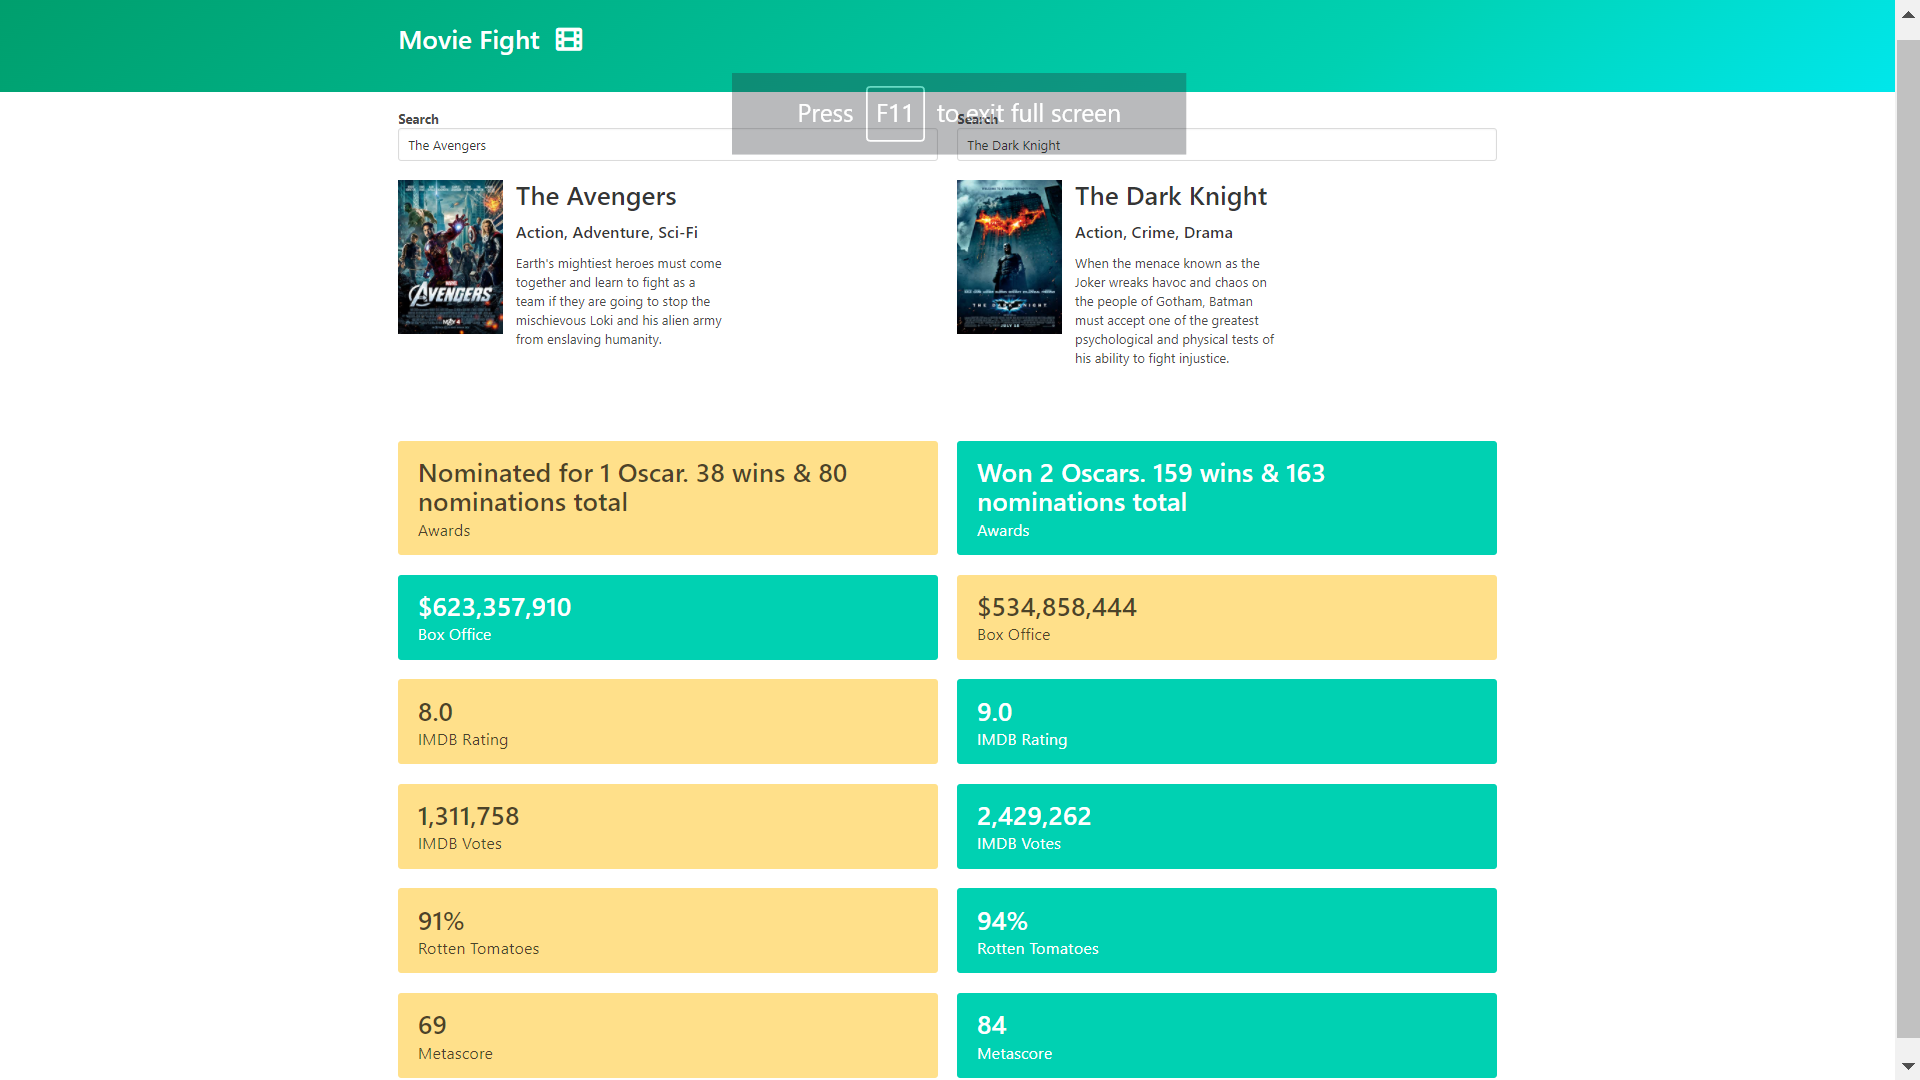 Movie Fight
Press F11 to exit full screen
Search
The Avengers
The Avengers
Action, Adventure, Sci-Fi
Earth's mightiest heroes must come
together and learn to fight as a
team if they are going to stop the
mischievous Loki and his alien army
from enslaving humanity.
AVENGERS
MAY 4
Nominated for 1 Oscar. 38 wins & 80
nominations total
Awards
$623,357,910
Box Office
8.0
IMDB Rating
1,311,758
IMDB Votes
91%
Rotten Tomatoes
69
Metascore
Search
The Dark Knight
The Dark Knight
Action, Crime, Drama
When the menace known as the
Joker wreaks havoc and chaos on
the people of Gotham, Batman
must accept one of the greatest
psychological and physical tests of
his ability to fight injustice.
THE DARK KNIGHT
Won 2 Oscars. 159 wins & 163
nominations total
Awards
$534,858,444
Box Office
9.0
IMDB Rating
2,429,262
IMDB Votes
94%
Rotten Tomatoes
84
Metascore